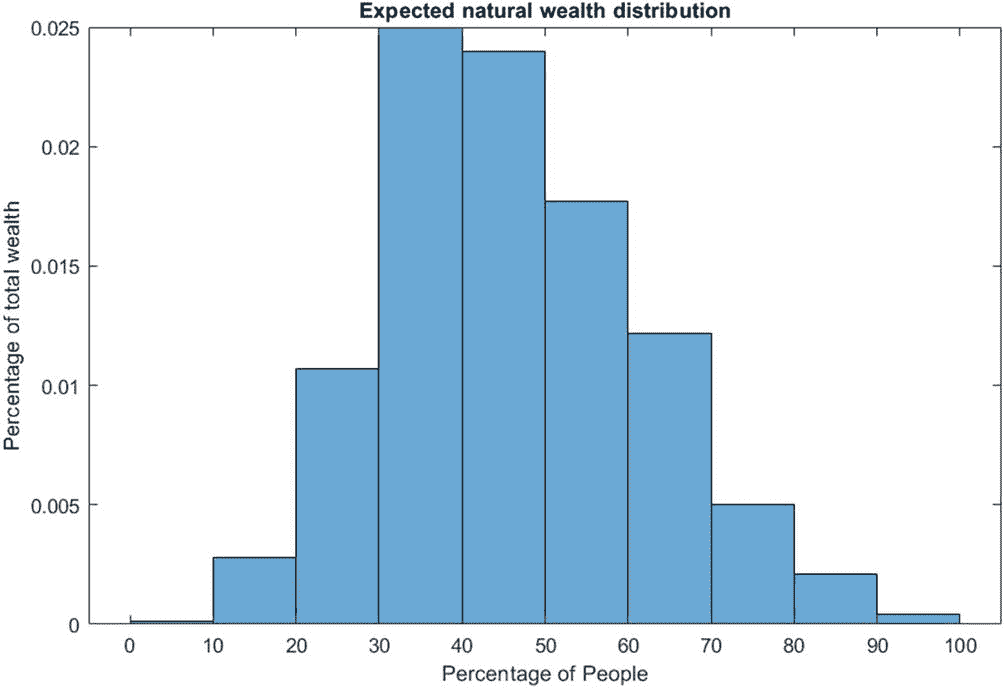 Expected natural wealth distribution
0.025
0.02
0.015
0.01
0.005
0
Percentage of total wealth
0 10 20 30 40 50 60 70 80 90 100
Percentage of People